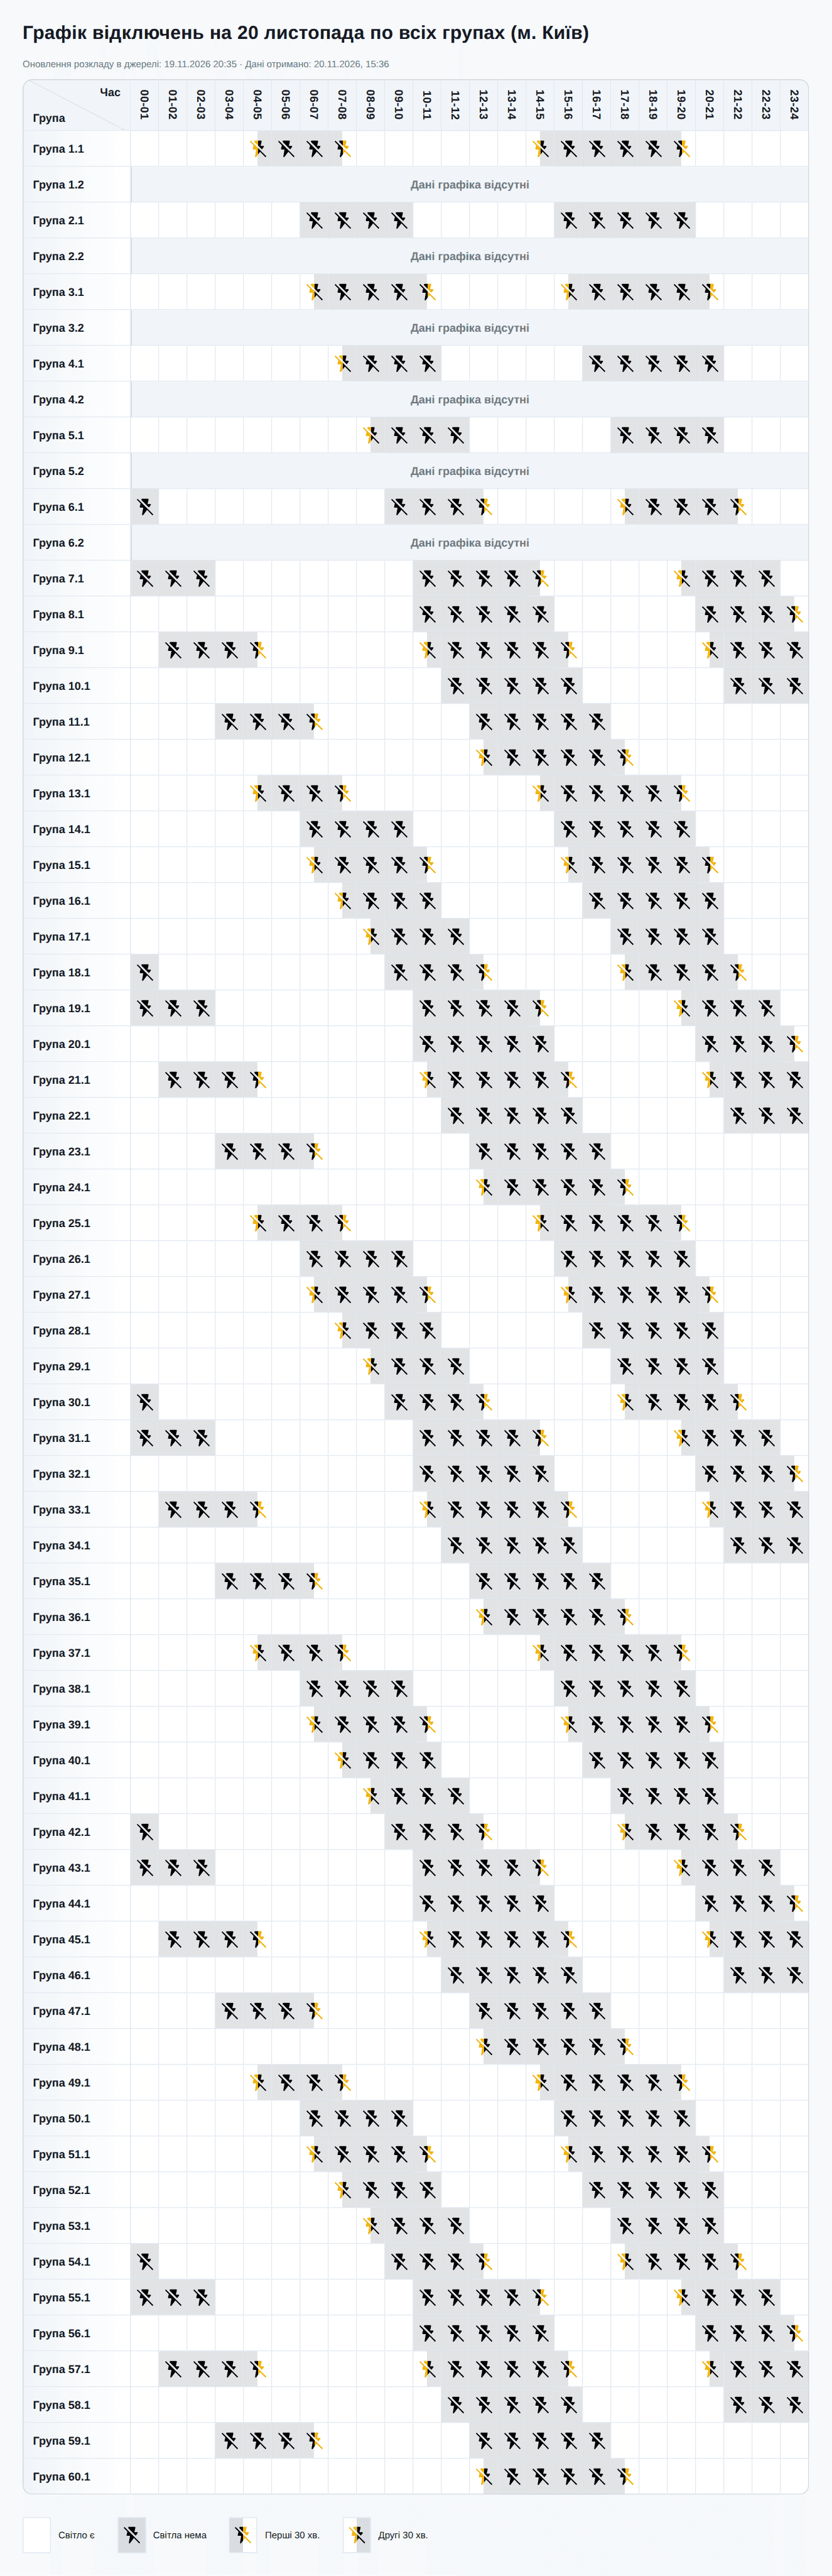 Графік відключень на 20 листопада по всіх групах (м. Київ)
Оновлення розкладу в джерелі: 19.11.2026 20:35 · Дані отримано: 20.11.2026, 15:36
Час
Група
00-01 01-02 02-03 03-04 04-05 05-06 06-07 07-08 08-09 09-10 10-11 11-12 12-13 13-14 14-15 15-16 16-17 17-18 18-19 19-20 20-21 21-22 22-23 23-24
Група 1.1
Група 1.2 Дані графіка відсутні
Група 2.1
Група 2.2 Дані графіка відсутні
Група 3.1
Група 3.2 Дані графіка відсутні
Група 4.1
Група 4.2 Дані графіка відсутні
Група 5.1
Група 5.2 Дані графіка відсутні
Група 6.1
Група 6.2 Дані графіка відсутні
Група 7.1
Група 8.1
Група 9.1
Група 10.1
Група 11.1
Група 12.1
Група 13.1
Група 14.1
Група 15.1
Група 16.1
Група 17.1
Група 18.1
Група 19.1
Група 20.1
Група 21.1
Група 22.1
Група 23.1
Група 24.1
Група 25.1
Група 26.1
Група 27.1
Група 28.1
Група 29.1
Група 30.1
Група 31.1
Група 32.1
Група 33.1
Група 34.1
Група 35.1
Група 36.1
Група 37.1
Група 38.1
Група 39.1
Група 40.1
Група 41.1
Група 42.1
Група 43.1
Група 44.1
Група 45.1
Група 46.1
Група 47.1
Група 48.1
Група 49.1
Група 50.1
Група 51.1
Група 52.1
Група 53.1
Група 54.1
Група 55.1
Група 56.1
Група 57.1
Група 58.1
Група 59.1
Група 60.1
Світло є Світла нема Перші 30 хв. Другі 30 хв.